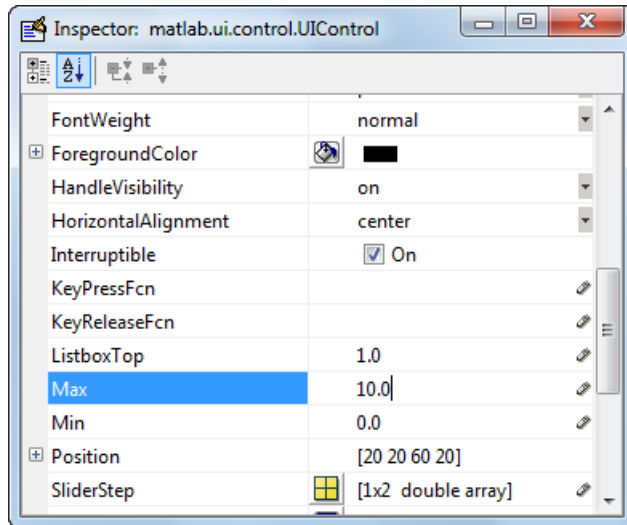 Inspector: matlab.ui.control.UIControl
FontWeight normal
ForegroundColor
HandleVisibility on
HorizontalAlignment center
Interruptible On
KeyPressFcn
KeyReleaseFcn
ListboxTop 1.0
Max 10.0
Min 0.0
Position [20 20 60 20]
SliderStep [1x2 double array]